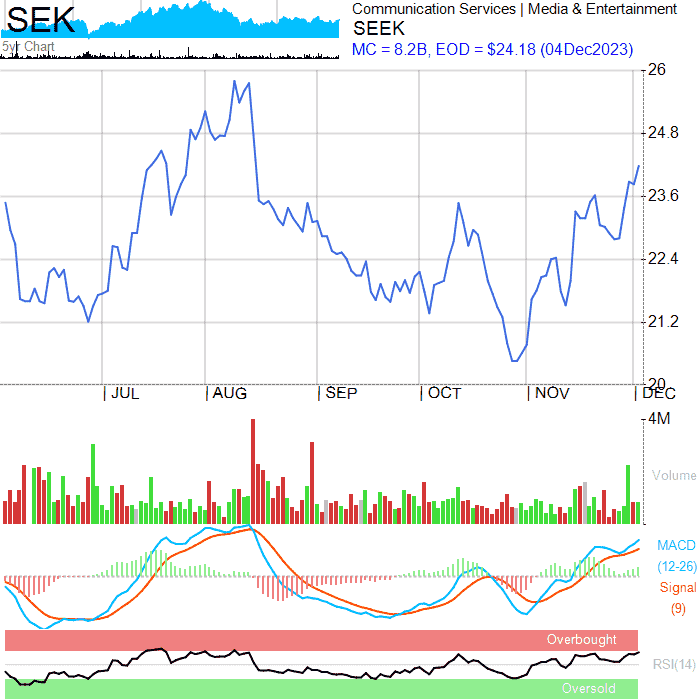 SEK
5yr Chart
Communication Services | Media & Entertainment
SEEK
MC = 8.2B, EOD = $24.18 (04Dec2023)
26
24.8
23.6
22.4
21.2
20
JUL AUG SEP OCT NOV DEC
4M
Volume
MACD
(12-26)
Signal
(9)
Overbought
RSI(14)
Oversold